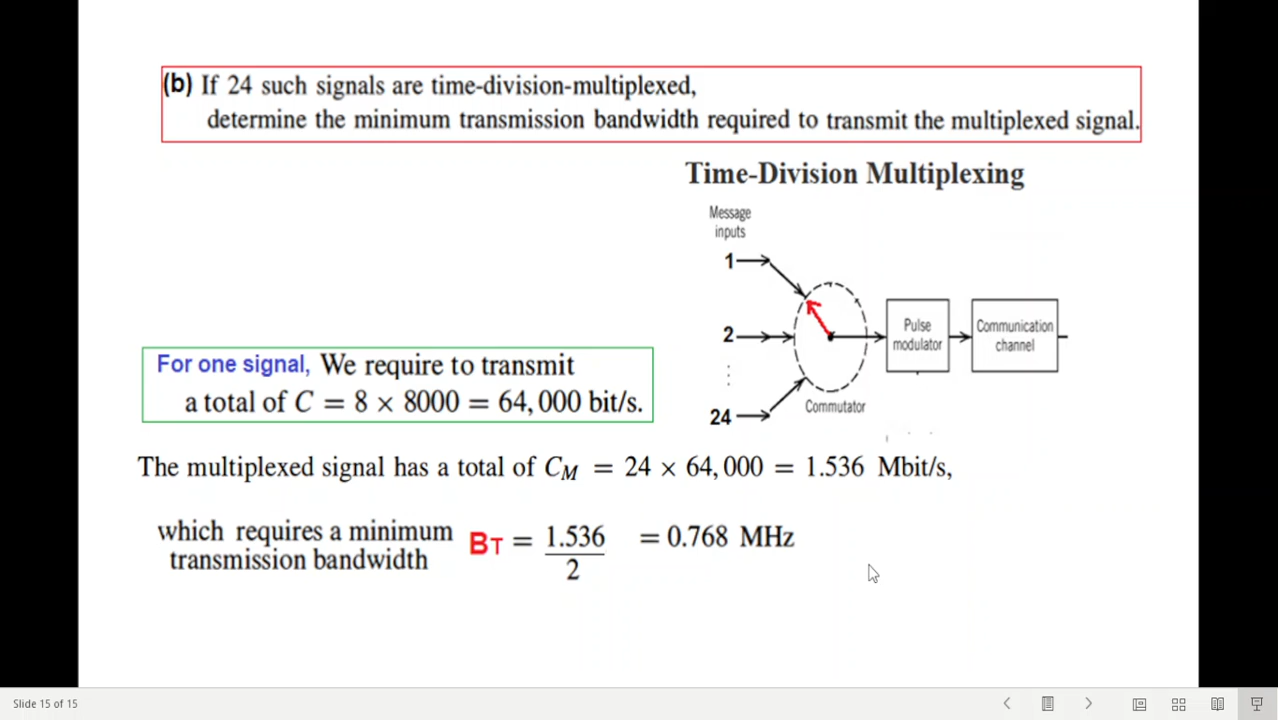 (b) If 24 such signals are time-division-multiplexed,
determine the minimum transmission bandwidth required to transmit the multiplexed signal.
Time-Division Multiplexing
Message
inputs
1
2
⋮
24
Pulse
modulator
Communication
channel
Commutator
For one signal, We require to transmit
a total of C = 8 × 8000 = 64, 000 bit/s.
The multiplexed signal has a total of C_M = 24 × 64, 000 = 1.536 Mbit/s,
which requires a minimum
transmission bandwidth
B_T = 1.536 / 2 = 0.768 MHz
Slide 15 of 15